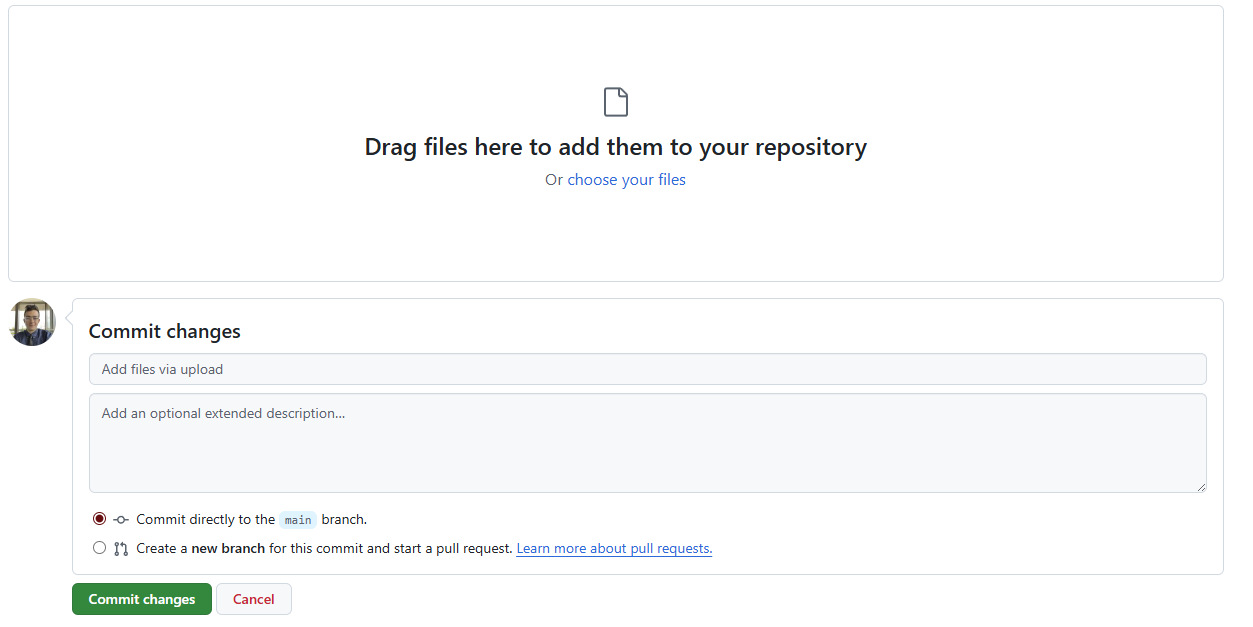 Drag files here to add them to your repository
Or choose your files
Commit changes
Add files via upload
Add an optional extended description...
Commit directly to the main branch.
Create a new branch for this commit and start a pull request. Learn more about pull requests.
Commit changes Cancel